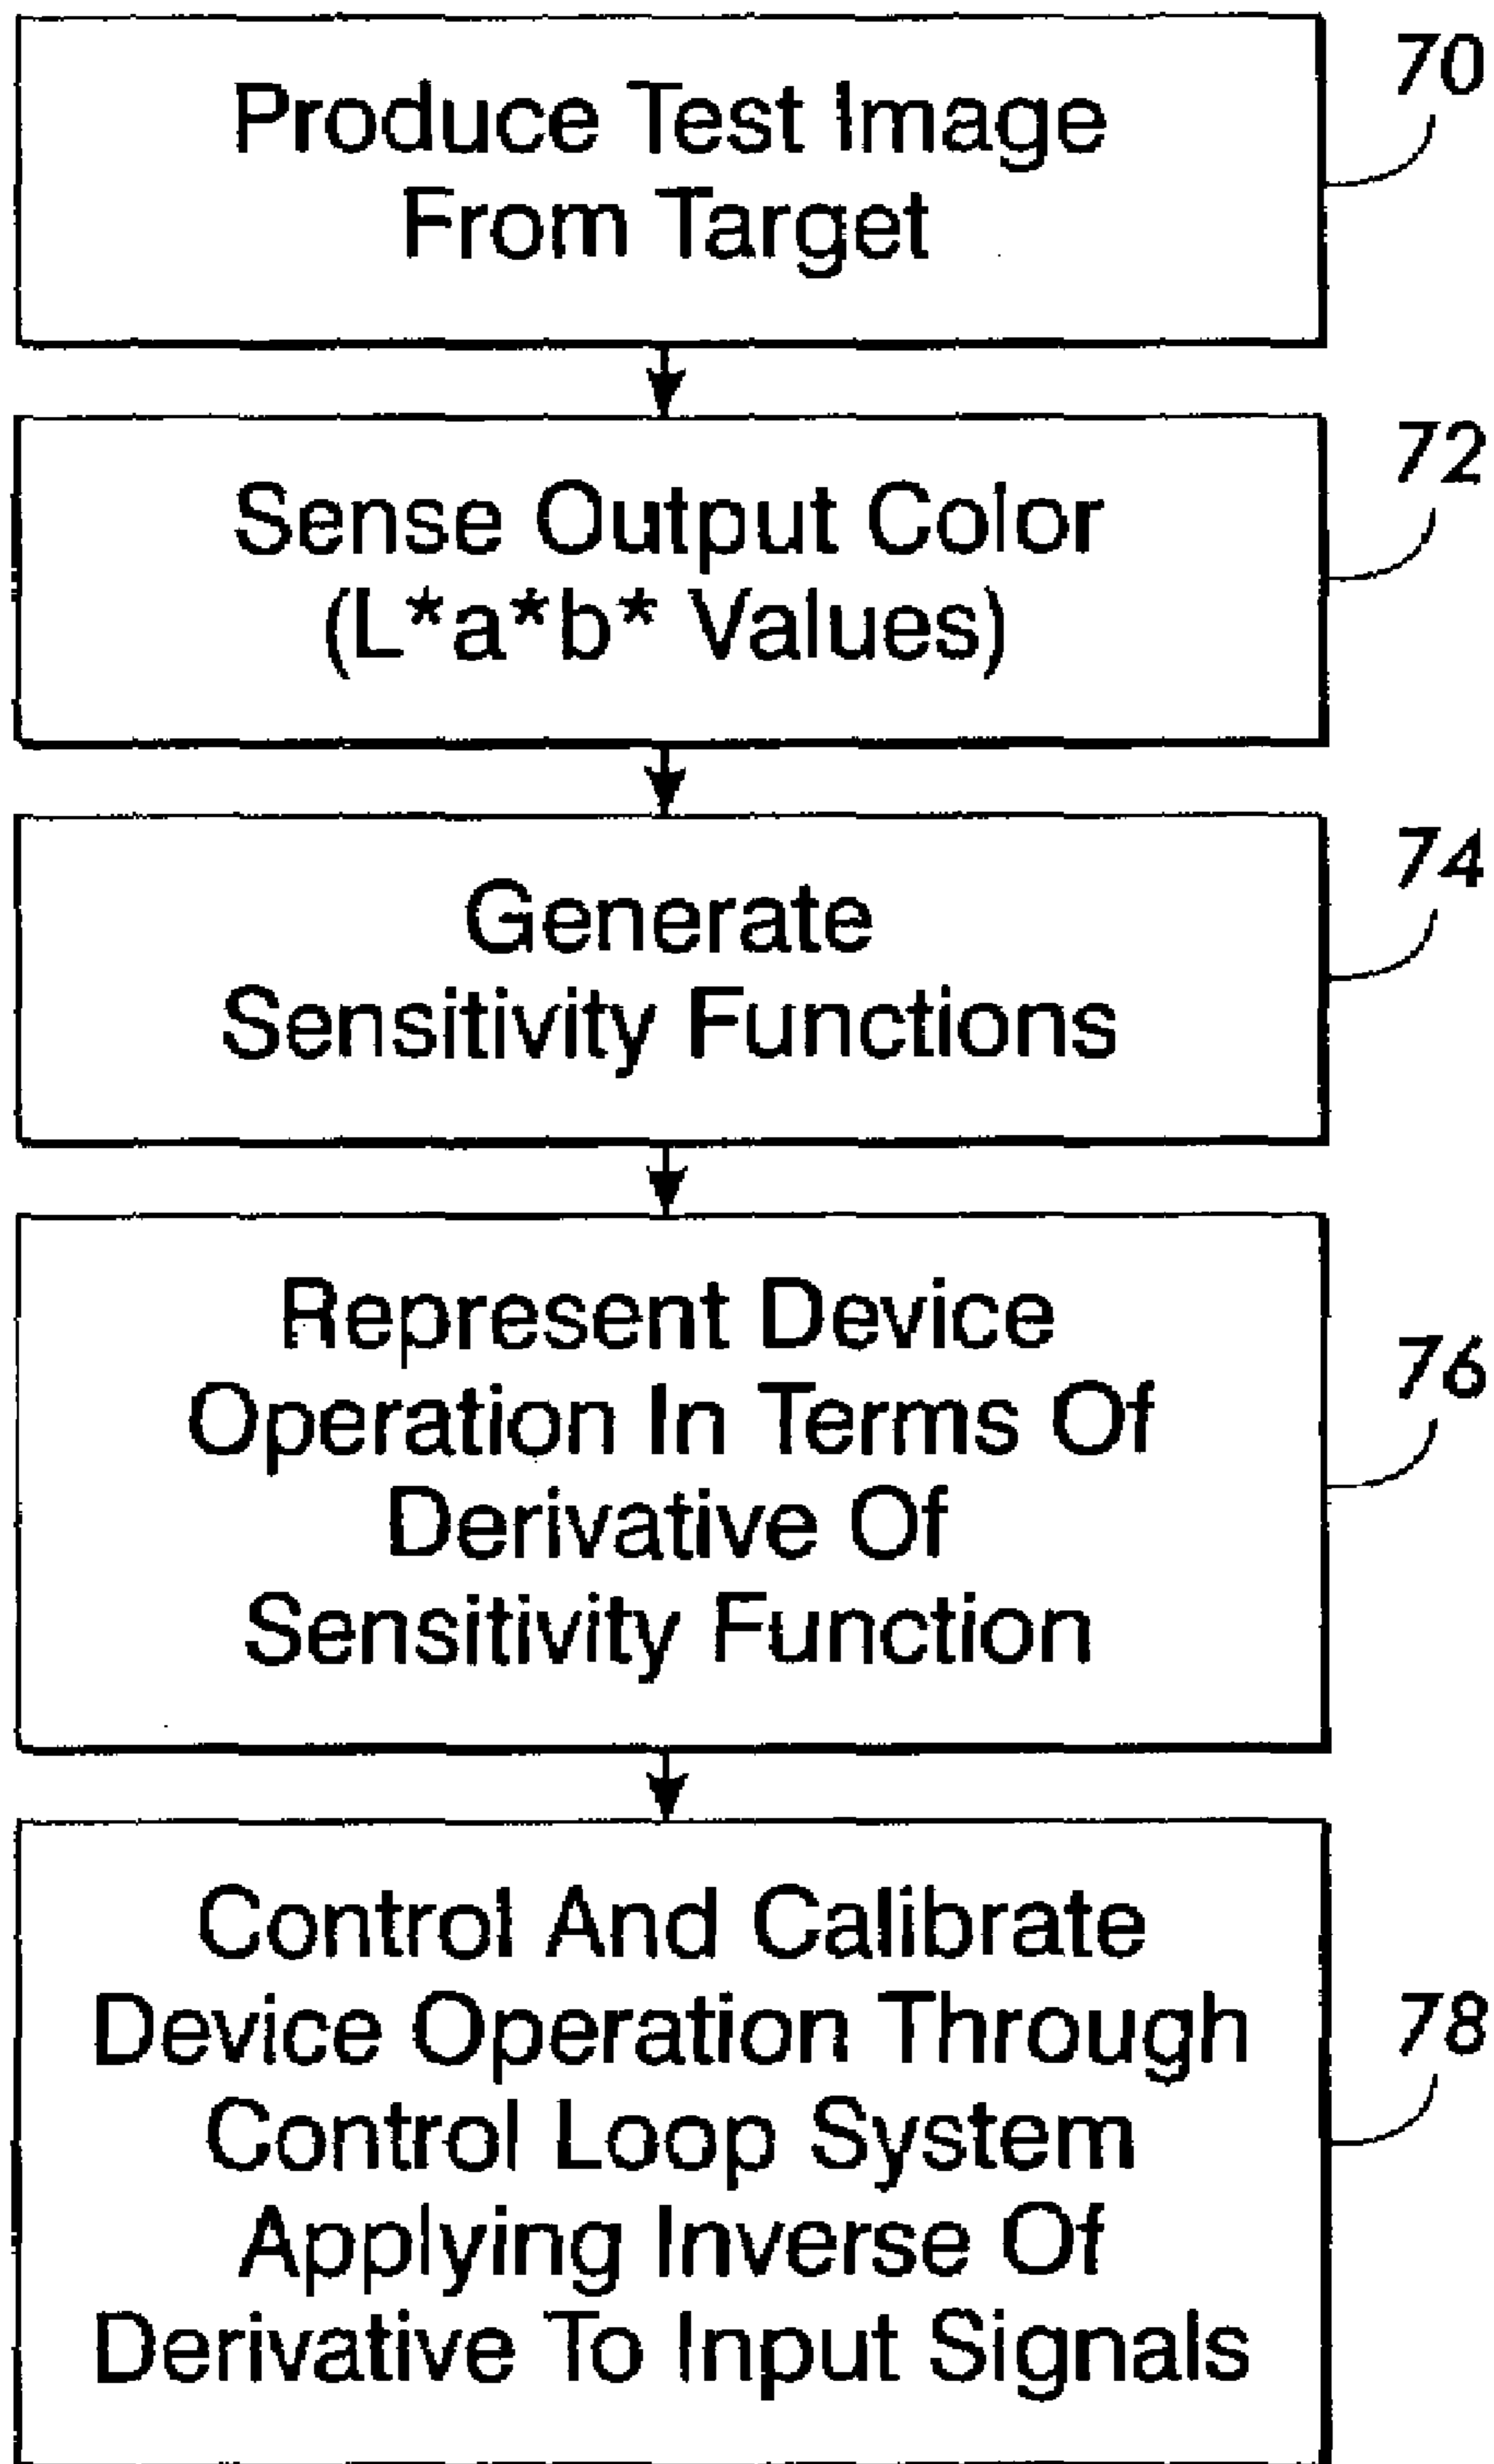 Produce Test Image
From Target
70
Sense Output Color
(L*a*b* Values)
72
Generate
Sensitivity Functions
74
Represent Device
Operation In Terms Of
Derivative Of
Sensitivity Function
76
Control And Calibrate
Device Operation Through
Control Loop System
Applying Inverse Of
Derivative To Input Signals
78